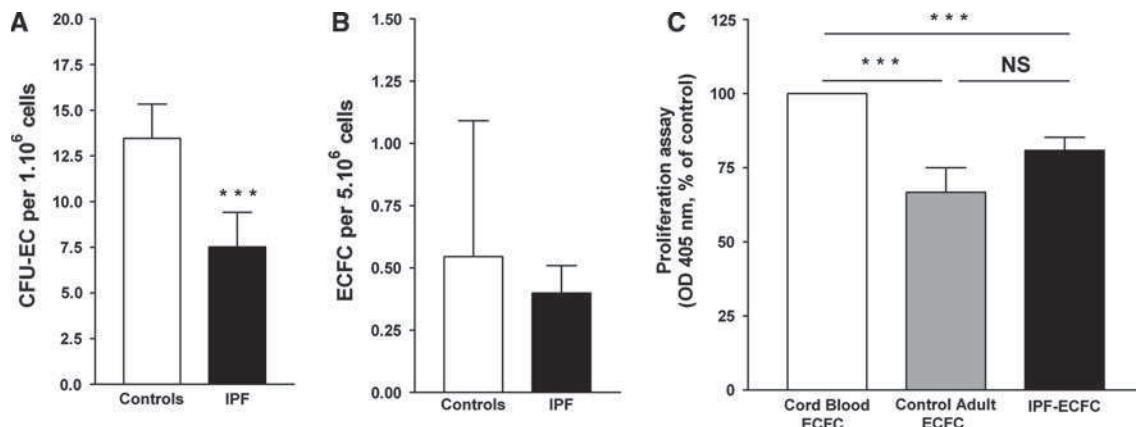 A
CFU-EC per 1.10⁶ cells
20.0
17.5
15.0
12.5
10.0
7.5
5.0
2.5
0.0
* * *
Controls IPF
B
ECFC per 5.10⁶ cells
1.50
1.25
1.00
0.75
0.50
0.25
0.00
Controls IPF
C
Proliferation assay
(OD 405 nm, % of control)
125
100
75
50
25
0
* * *
* * * NS
Cord Blood Control Adult IPF-ECFC
ECFC ECFC